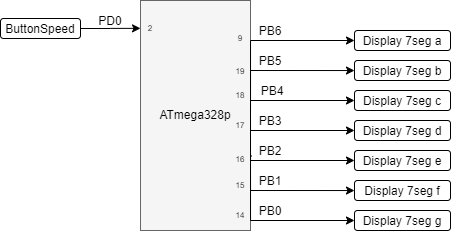 ButtonSpeed PD0 2
ATmega328p
9 PB6 Display 7seg a
19 PB5 Display 7seg b
18 PB4 Display 7seg c
17 PB3 Display 7seg d
16 PB2 Display 7seg e
15 PB1 Display 7seg f
14 PB0 Display 7seg g